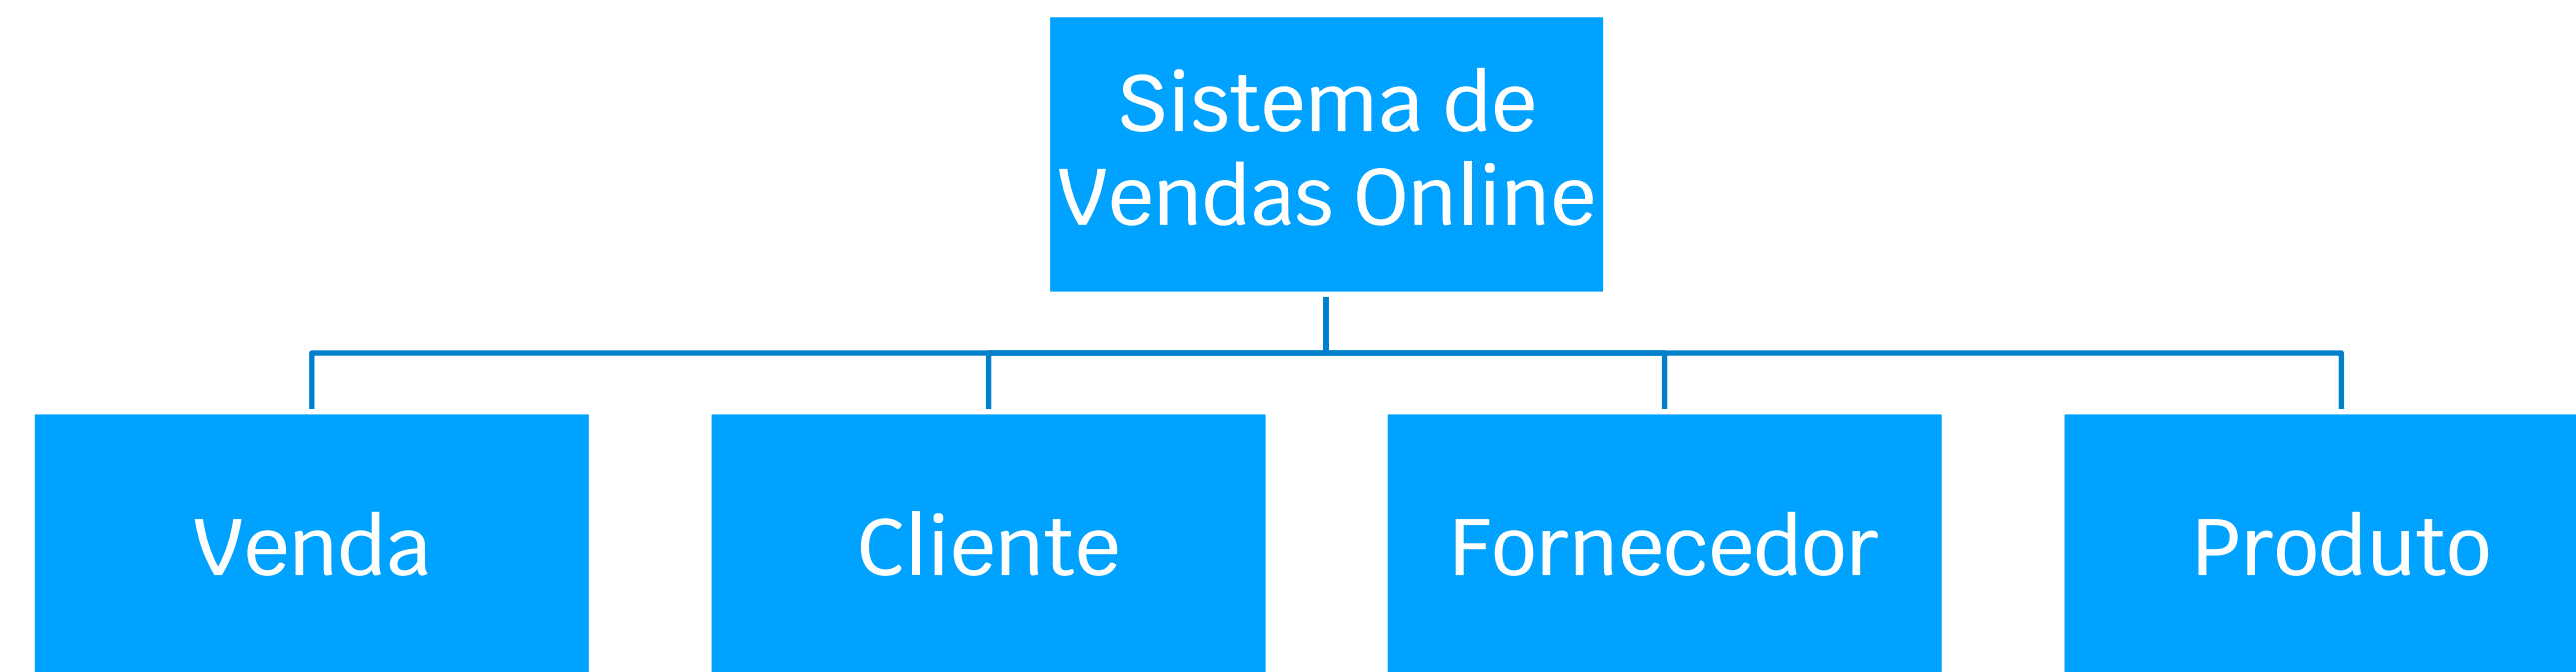 Sistema de
Vendas Online
Venda
Cliente
Fornecedor
Produto